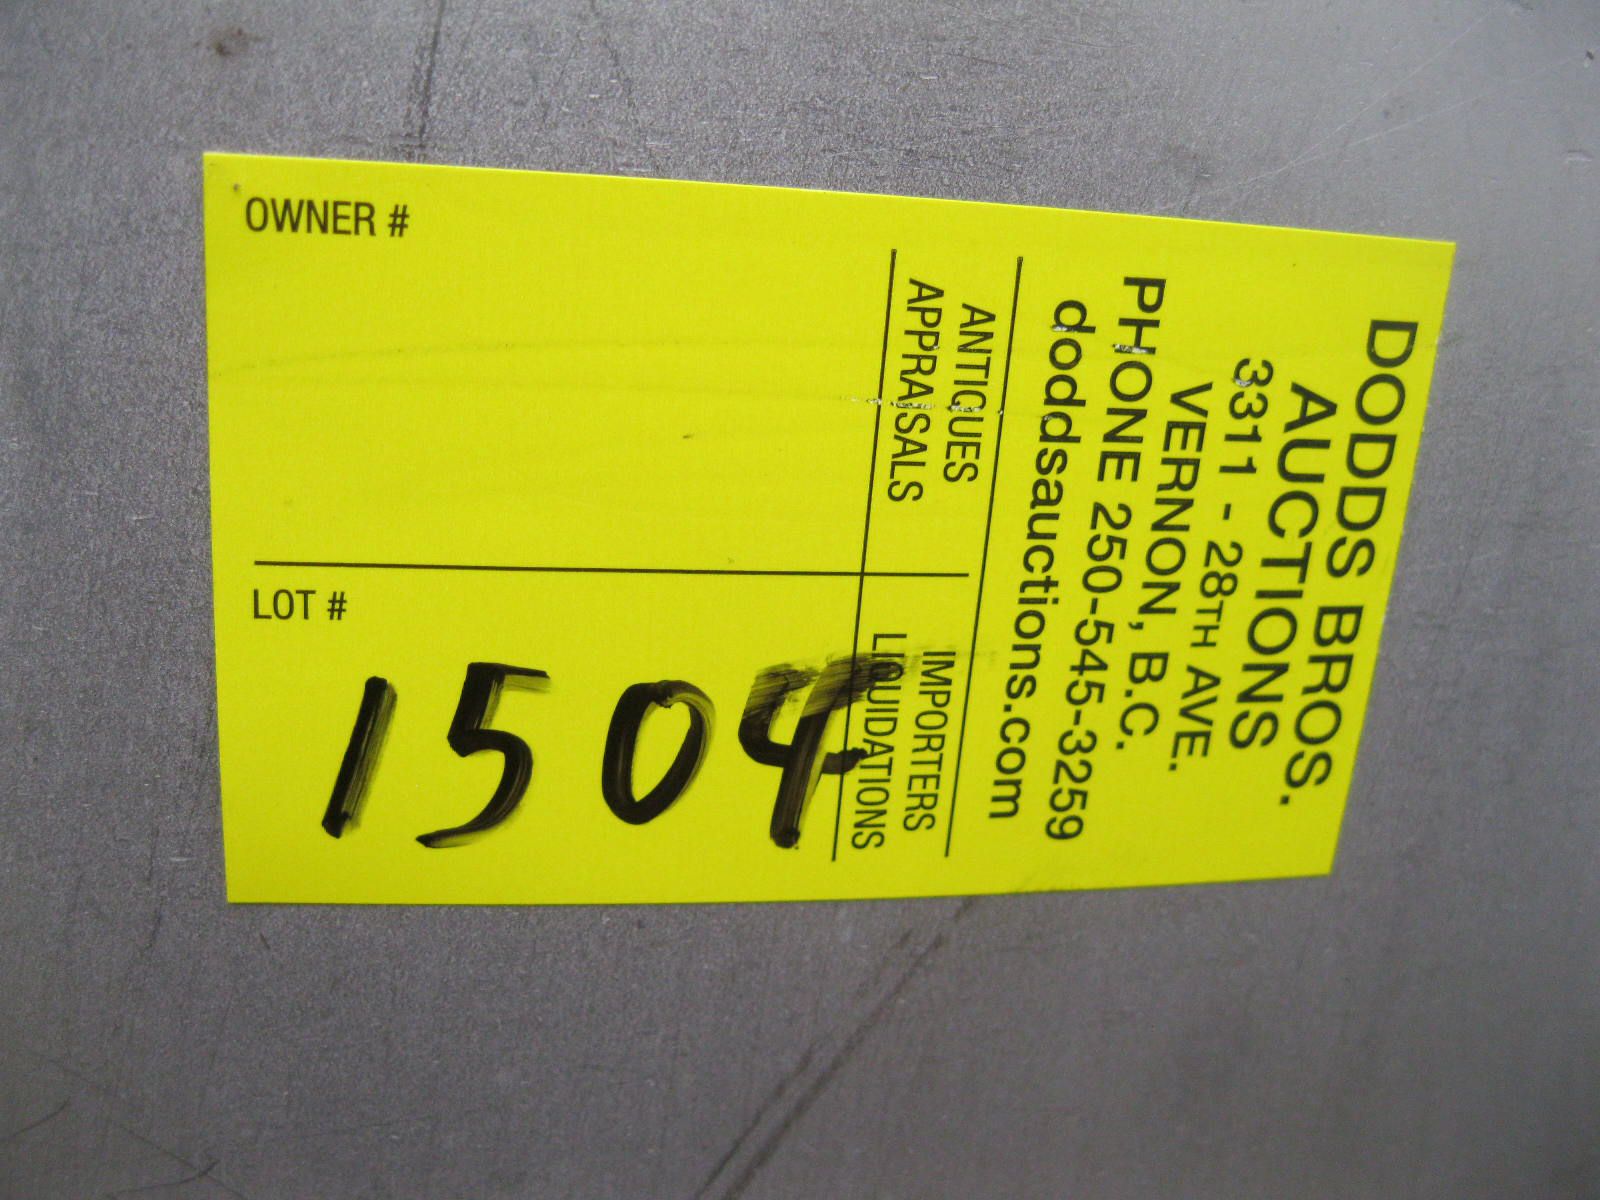 DODDS BROS.
AUCTIONS
3311 - 28TH AVE.
VERNON, B.C.
PHONE 250-545-3259
doddsauctions.com
ANTIQUES
APPRAISALS
IMPORTERS
LIQUIDATIONS
OWNER #
LOT #
1504